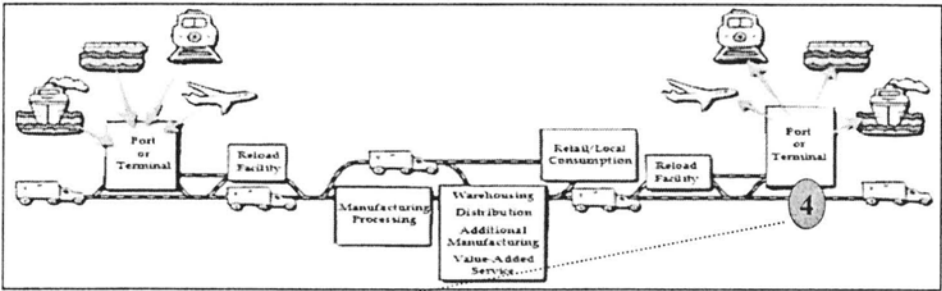 Port
or
Terminal
Reload
Facility
Manufacturing
Processing
Retail/Local
Consumption
Warehousing
Distribution
Additional
Manufacturing
Value-Added
Service
Reload
Facility
Port
or
Terminal
4